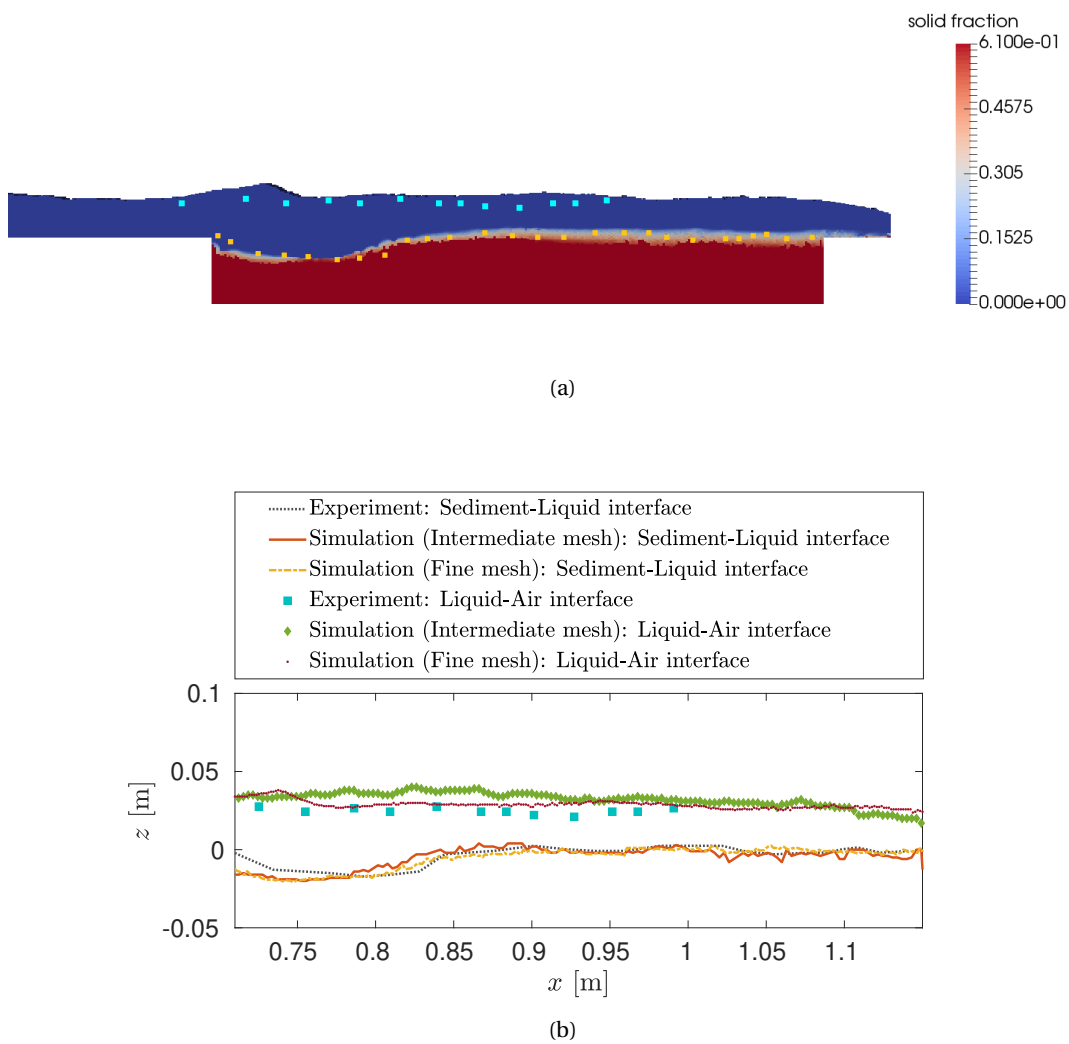 solid fraction
6.100e-01
0.4575
0.305
0.1525
0.000e+00
(a)
Experiment: Sediment-Liquid interface
Simulation (Intermediate mesh): Sediment-Liquid interface
Simulation (Fine mesh): Sediment-Liquid interface
Experiment: Liquid-Air interface
Simulation (Intermediate mesh): Liquid-Air interface
Simulation (Fine mesh): Liquid-Air interface
0.1
0.05
0
-0.05
z [m]
0.75 0.8 0.85 0.9 0.95 1 1.05 1.1
x [m]
(b)